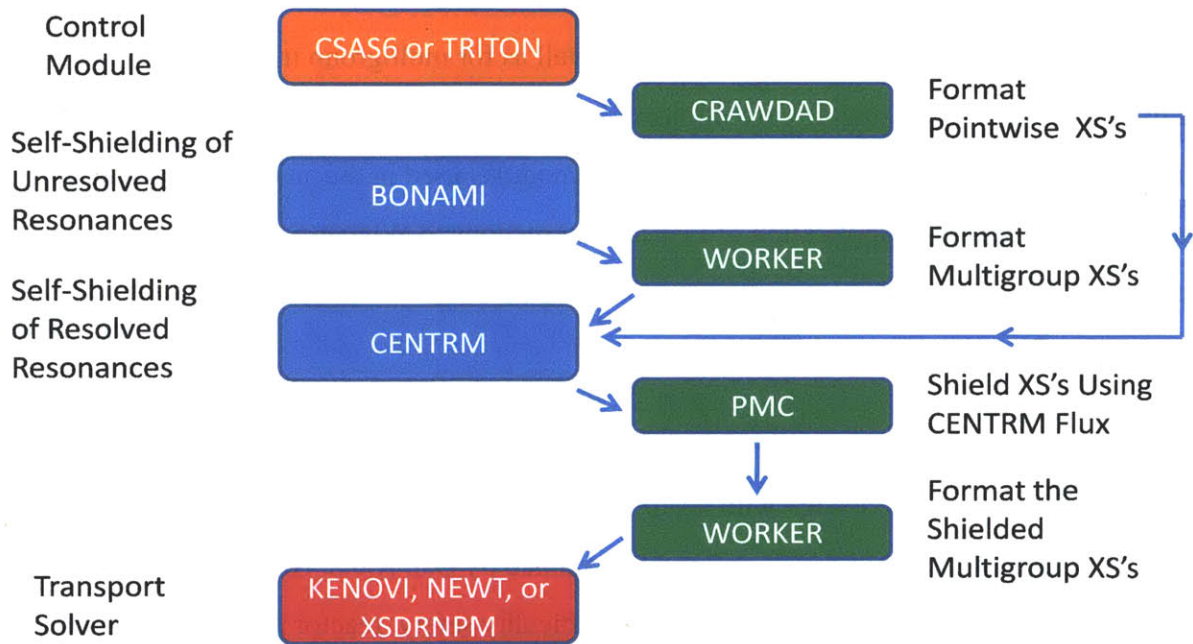 Control
Module
CSAS6 or TRITON
CRAWDAD
Format
Pointwise XS's
Self-Shielding of
Unresolved
Resonances
BONAMI
WORKER
Format
Multigroup XS's
Self-Shielding
of Resolved
Resonances
CENTRM
PMC
Shield XS's Using
CENTRM Flux
WORKER
Format the
Shielded
Multigroup XS's
Transport
Solver
KENOVI, NEWT, or
XSDRNPM